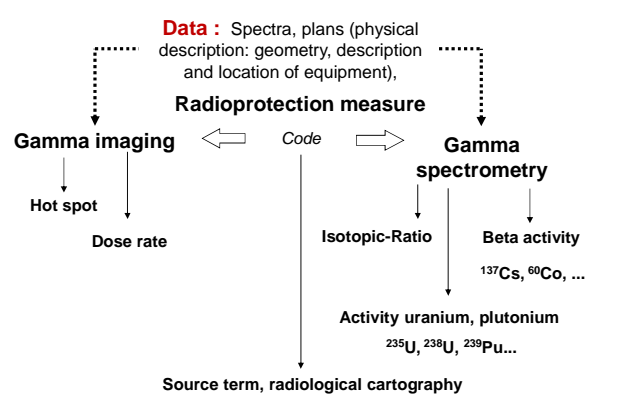 Data : Spectra, plans (physical
description: geometry, description
and location of equipment),
Radioprotection measure
Gamma imaging
Code
Gamma
spectrometry
Hot spot
Dose rate
Isotopic-Ratio
Beta activity
¹³⁷Cs, ⁶⁰Co, ...
Activity uranium, plutonium
²³⁵U, ²³⁸U, ²³⁹Pu...
Source term, radiological cartography